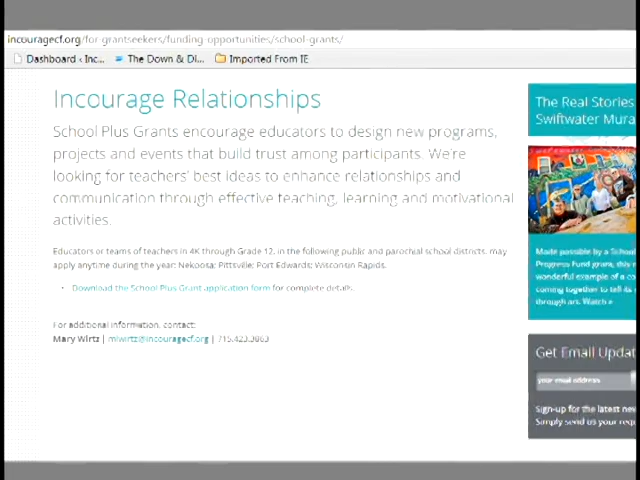 incouragecf.org/for-grantseekers/funding-opportunities/school-grants/
Dashboard ‹ Inc...
The Down & Di...
Imported From IE
Incourage Relationships
School Plus Grants encourage educators to design new programs,
projects and events that build trust among participants. We're
looking for teachers' best ideas to enhance relationships and
communication through effective teaching, learning and motivational
activities.
Educators or teams of teachers in 4K through Grade 12, in the following public and parochial school districts, may
apply anytime during the year: Nekoosa; Pittsville; Port Edwards; Wisconsin Rapids.
• Download the School Plus Grant application form for complete details.
For additional information, contact:
Mary Wirtz | mwirtz@incouragecf.org | 715.423.3863
The Real Stories
Swiftwater Mura
Made possible by a School
Progress Fund grant, this
wonderful example of a co
coming together to tell its
through art. Watch »
Get Email Updat
your email address
Sign-up for the latest new
Simply send us your req